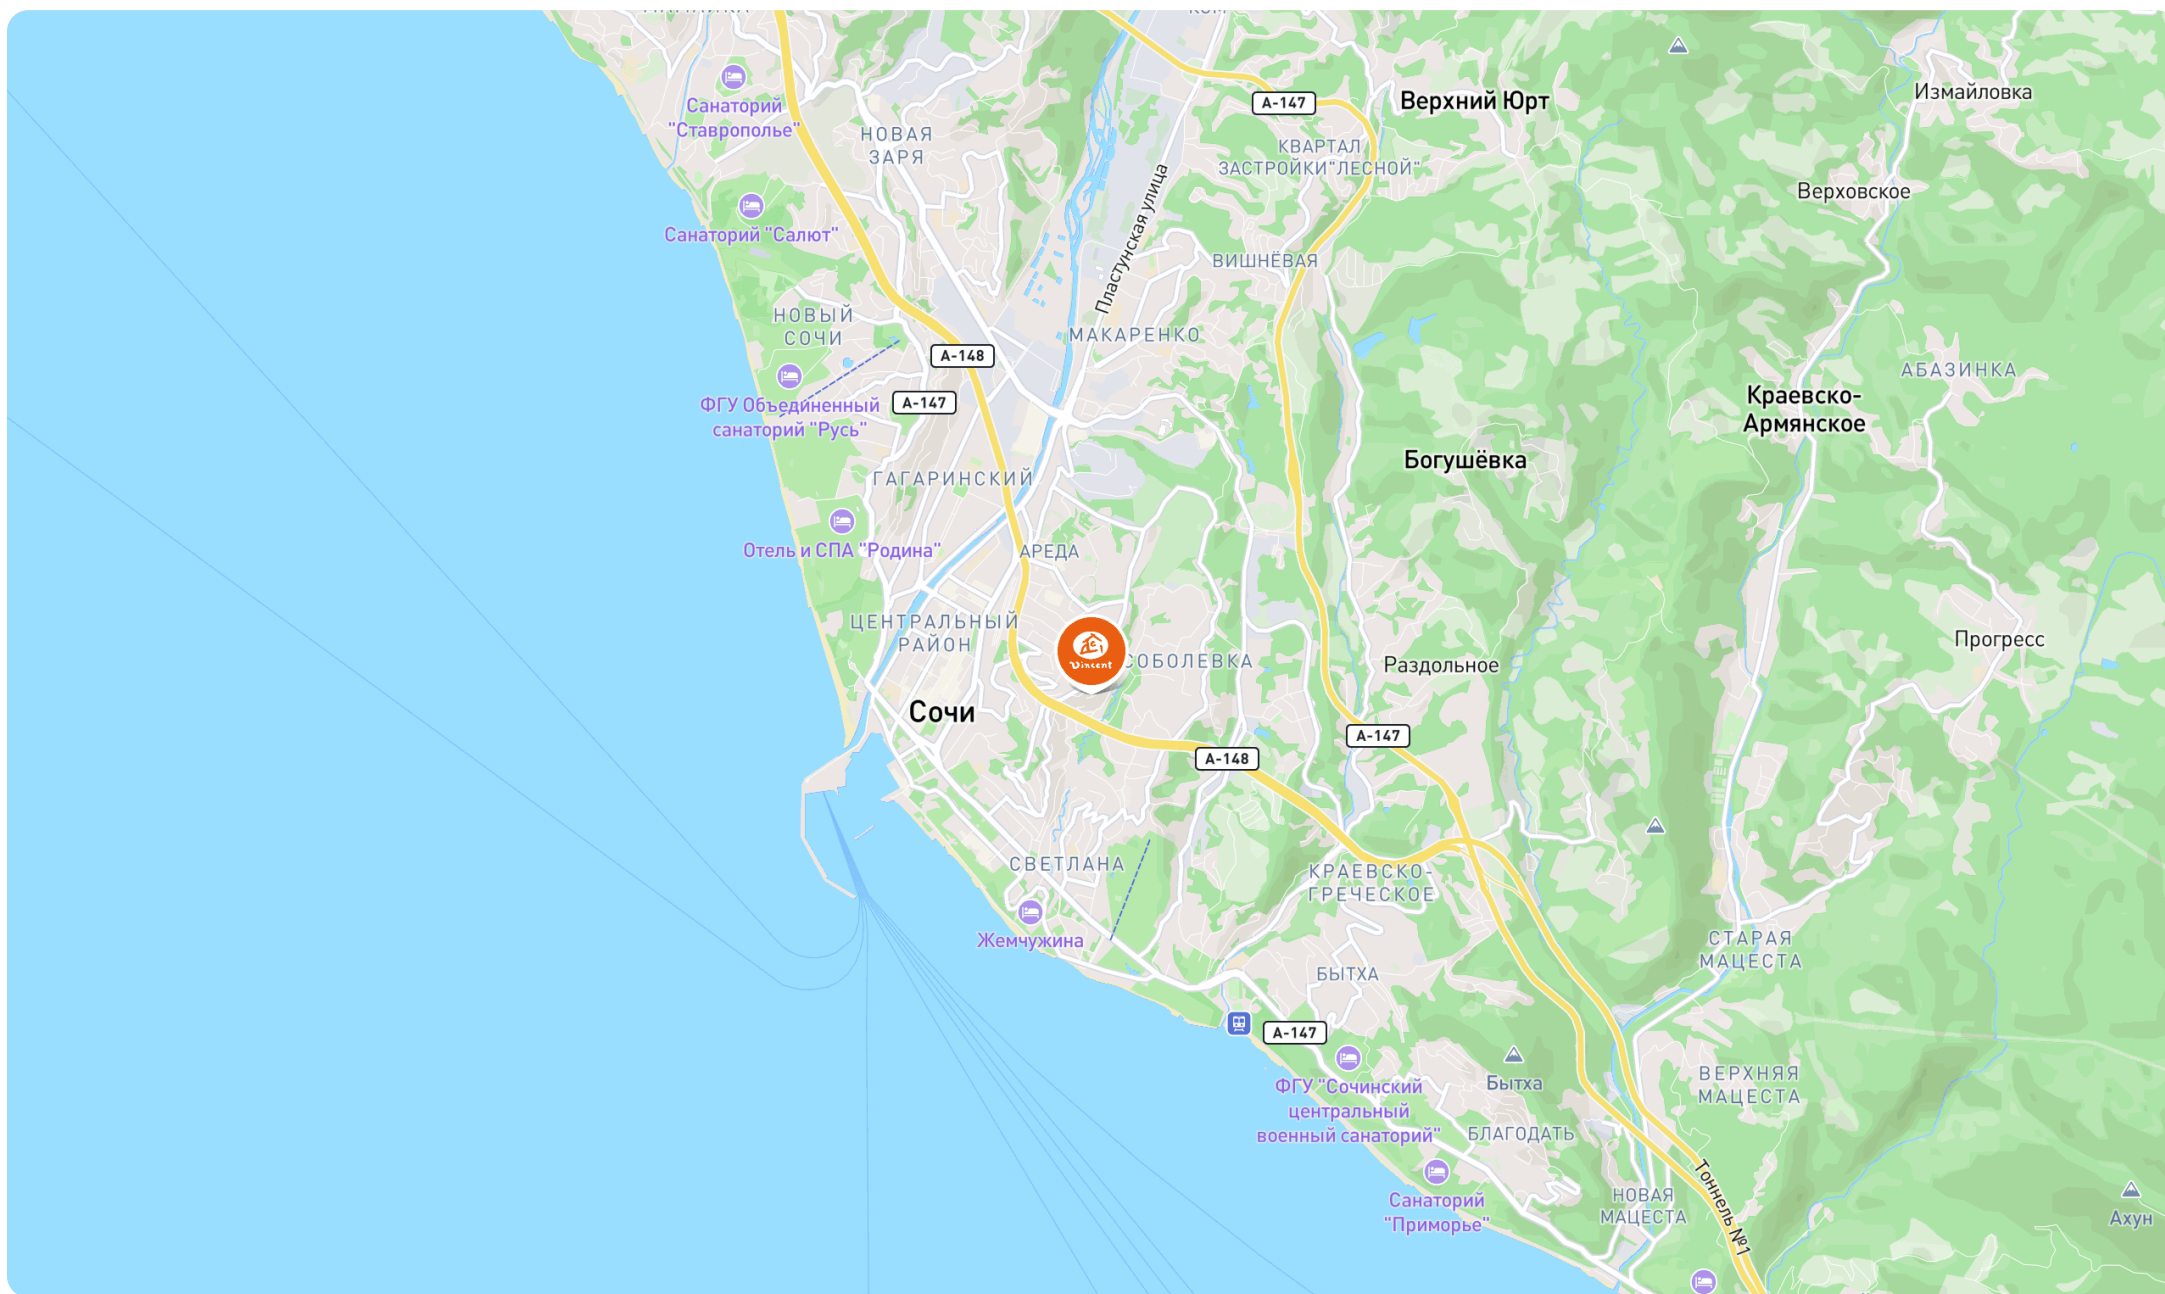 Санаторий
"Ставрополье"
НОВАЯ
ЗАРЯ
А-147
Верхний Юрт
Измайловка
КВАРТАЛ
ЗАСТРОЙКИ"ЛЕСНОЙ"
Верховское
Пластунская улица
Санаторий "Салют"
ВИШНЁВАЯ
НОВЫЙ
СОЧИ
МАКАРЕНКО
А-148
АБАЗИНКА
Краевско-
Армянское
А-147
ФГУ Объединенный
санаторий "Русь"
Богушёвка
ГАГАРИНСКИЙ
Отель и СПА "Родина"
АРЕДА
ЦЕНТРАЛЬНЫЙ
РАЙОН
Vincent
СОБОЛЕВКА
Раздольное
Прогресс
Сочи
А-147
А-148
СВЕТЛАНА
КРАЕВСКО-
ГРЕЧЕСКОЕ
Жемчужина
СТАРАЯ
МАЦЕСТА
БЫТХА
А-147
ФГУ "Сочинский
центральный
военный санаторий"
Бытха
ВЕРХНЯЯ
МАЦЕСТА
БЛАГОДАТЬ
Санаторий
"Приморье"
НОВАЯ
МАЦЕСТА
Тоннель №1
Ахун